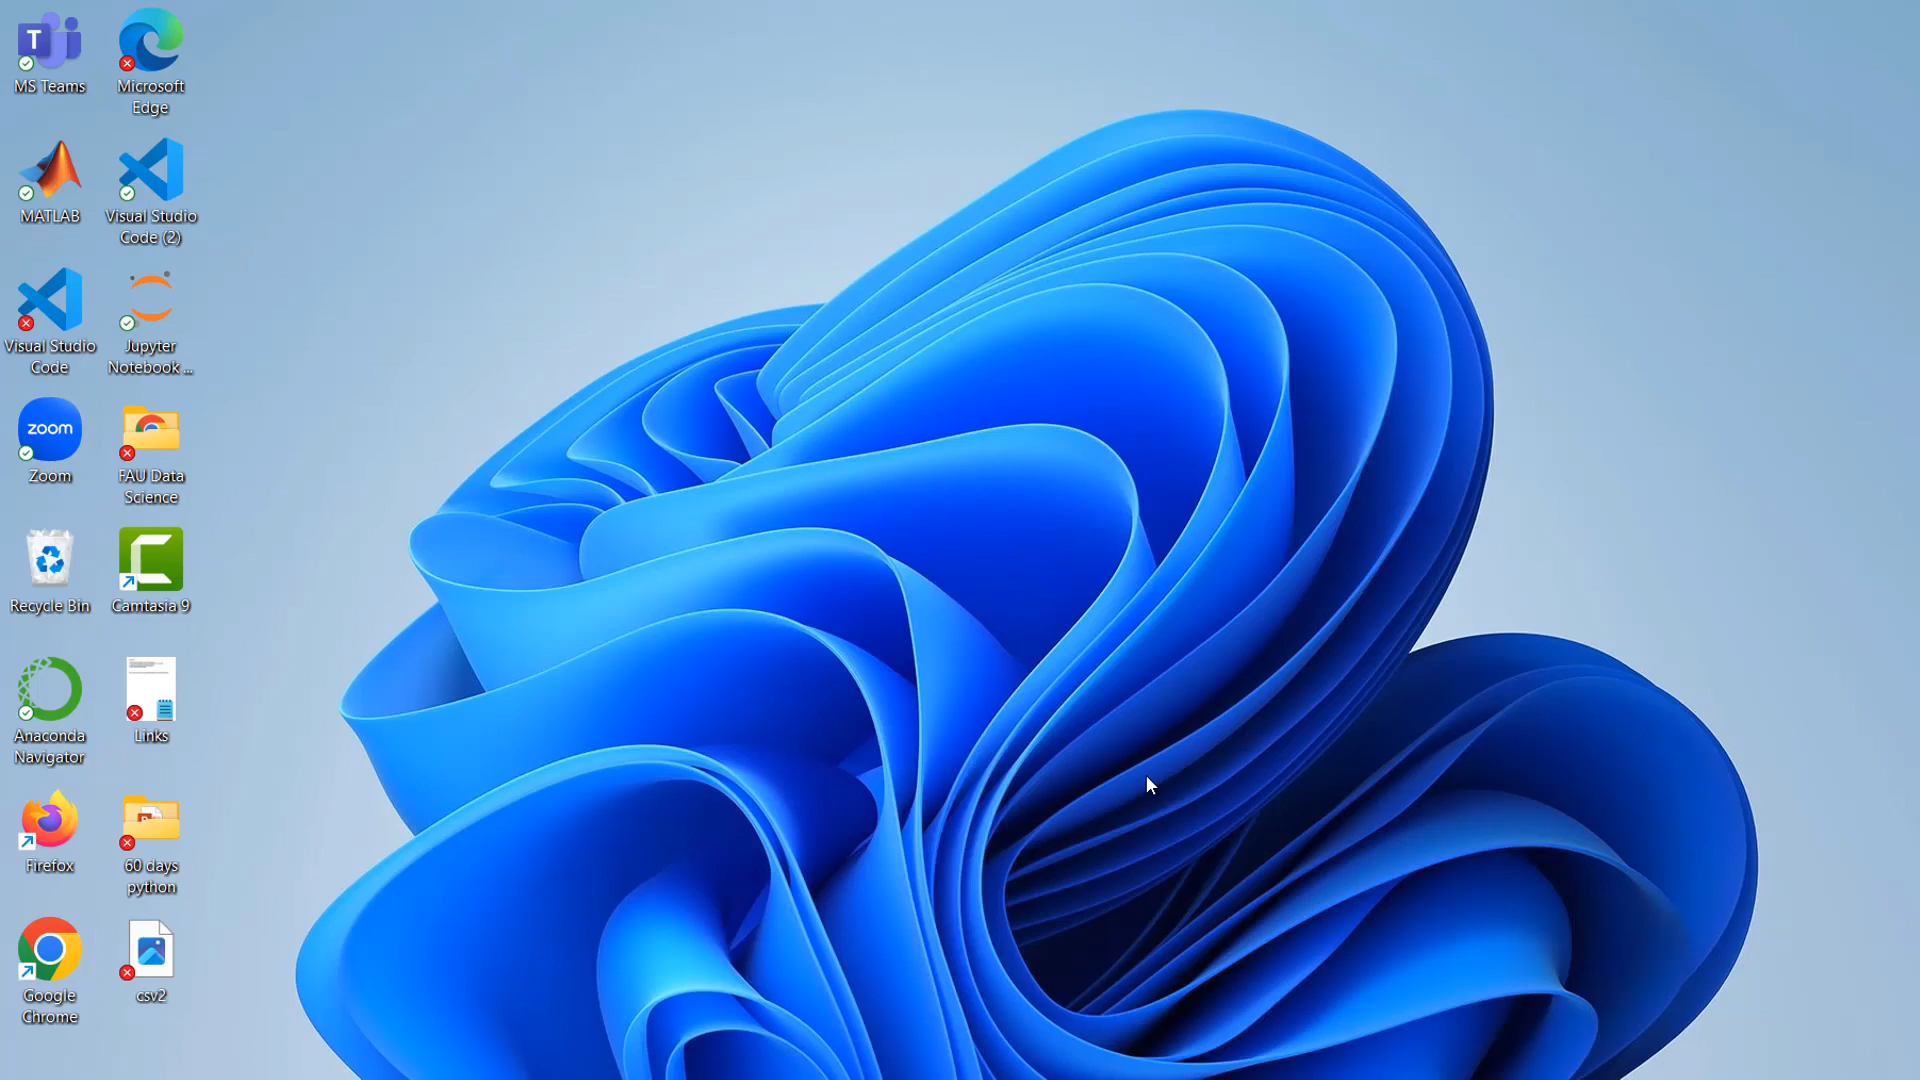 T
MS Teams
Microsoft
Edge
MATLAB
Visual Studio
Code (2)
Visual Studio
Code
Jupyter
Notebook ...
zoom
Zoom
FAU Data
Science
Recycle Bin
Camtasia 9
Anaconda
Navigator
Links
Firefox
60 days
python
Google
Chrome
csv2